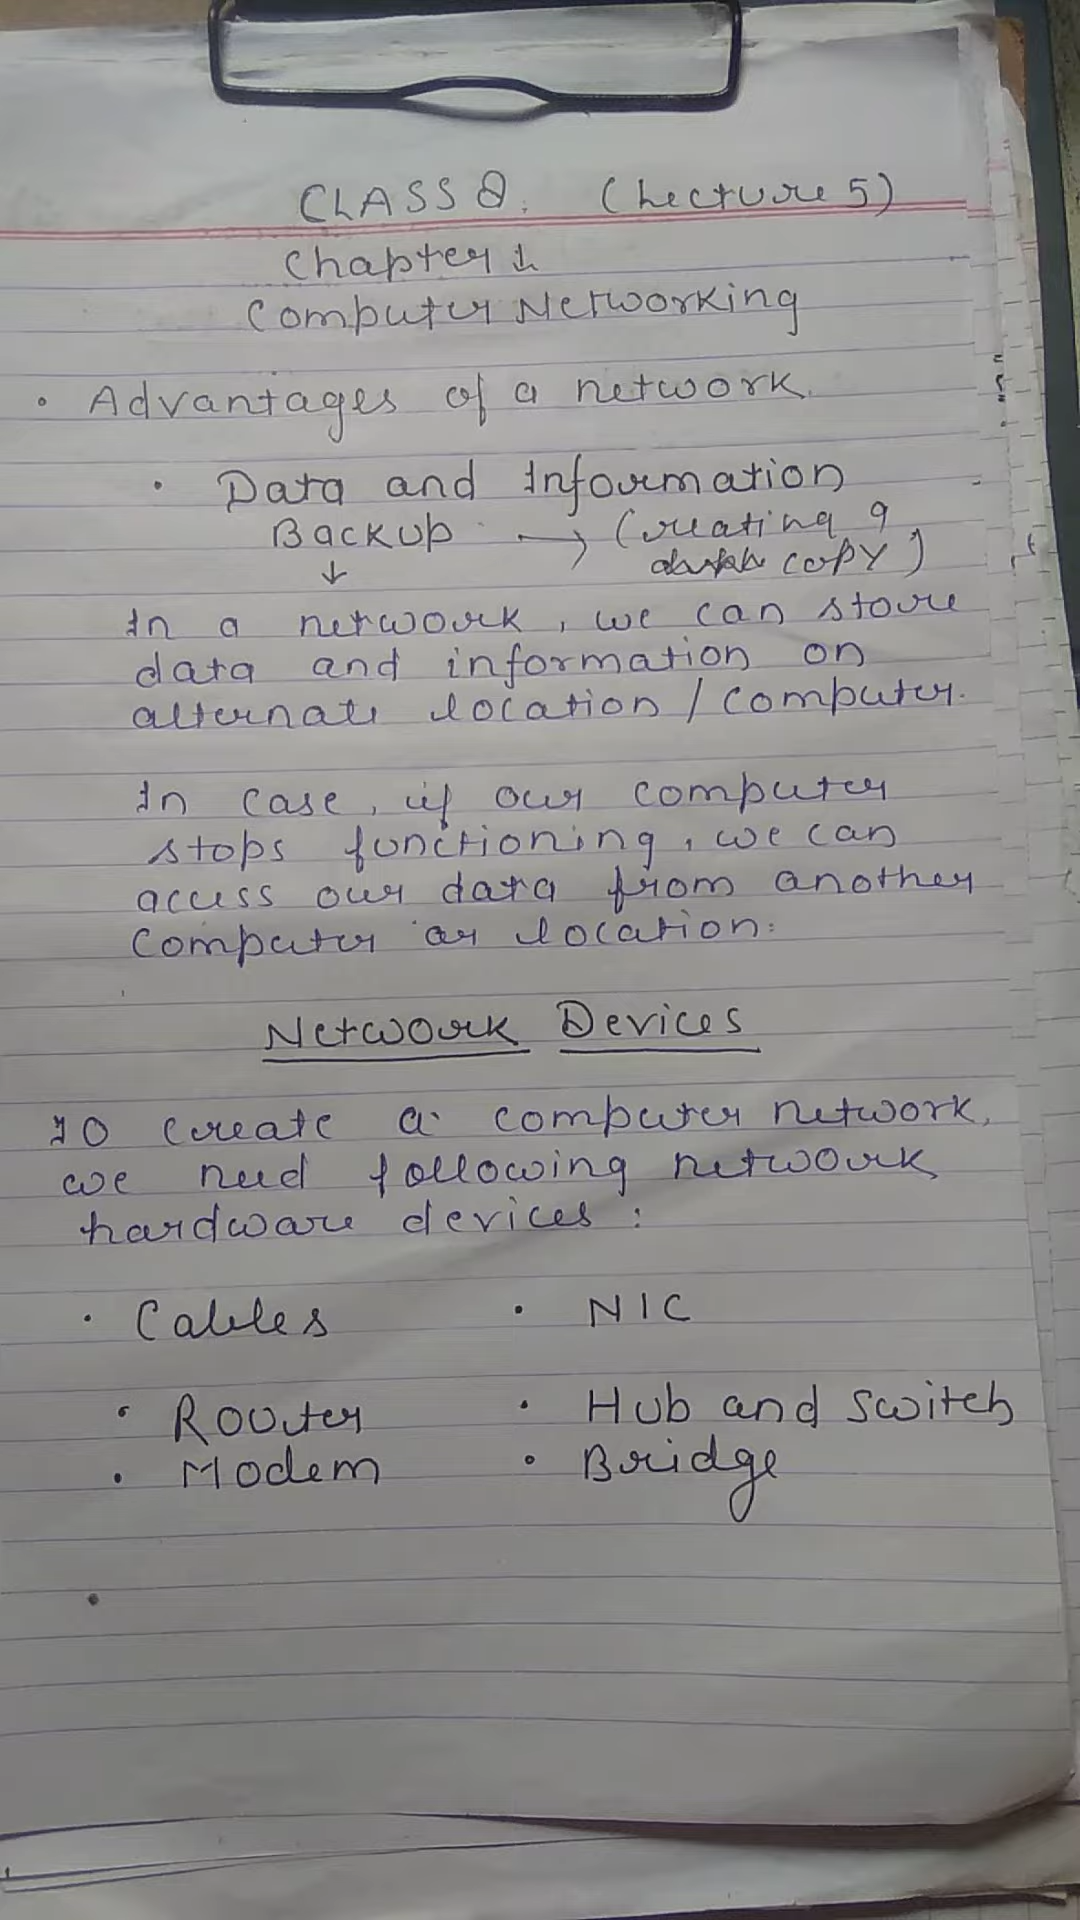 CLASS 8. (Lecture 5)
Chapter 1
Computer Networking
• Advantages of a network.
• Data and Information
Backup → (Creating a
copy)
↓
In a network, we can store
data and information on
alternate location / computer.
In case, if our computer
stops functioning, we can
access our data from another
computer or location.
Network Devices
To create a computer network,
we need following network
hardware devices :
• Cables • NIC
• Router • Hub and Switch
• Modem • Bridge
•